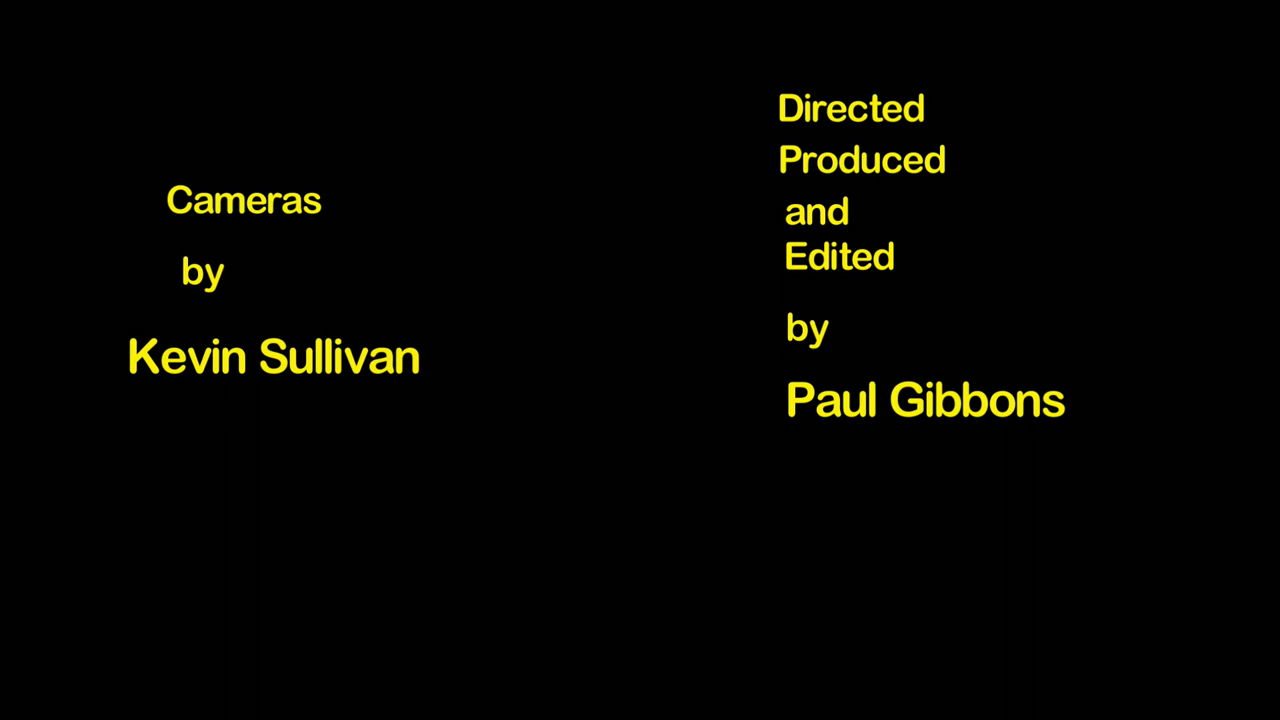 Cameras
by
Kevin Sullivan
Directed
Produced
and
Edited
by
Paul Gibbons